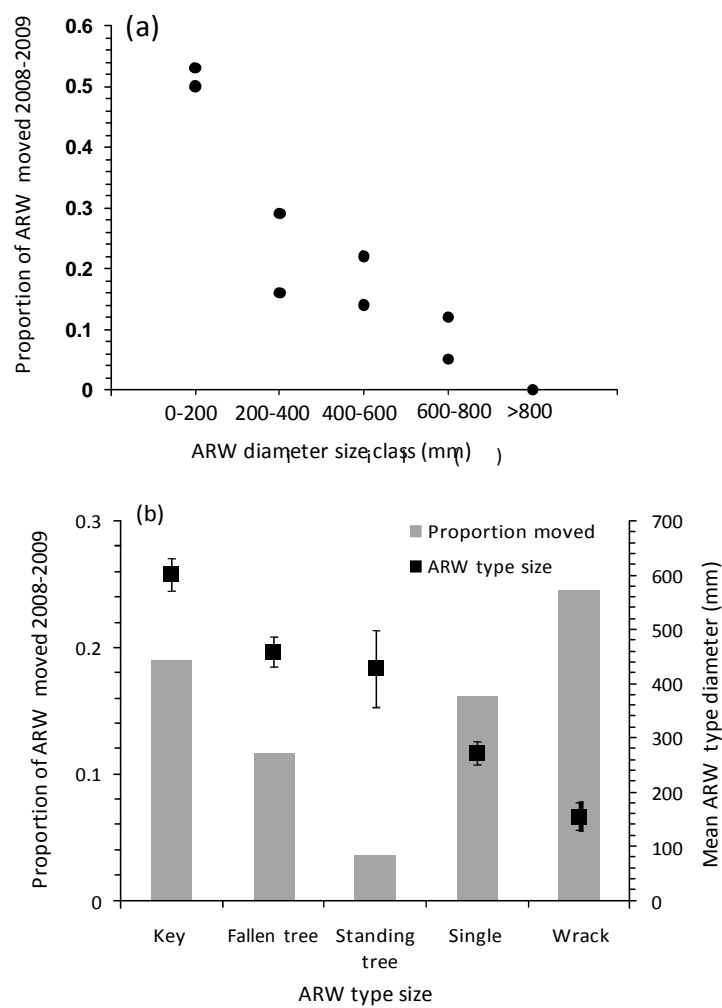 (a)
Proportion of ARW moved 2008-2009
0.6
0.5
0.4
0.3
0.2
0.1
0
0-200 200-400 400-600 600-800 >800
ARW diameter size class (mm)
(b)
Proportion of ARW moved 2008-2009
0.3
0.2
0.1
0
Proportion moved
ARW type size
700
600
500
400
300
200
100
0
Mean ARW type diameter (mm)
Key Fallen tree Standing Single Wrack
tree
ARW type size